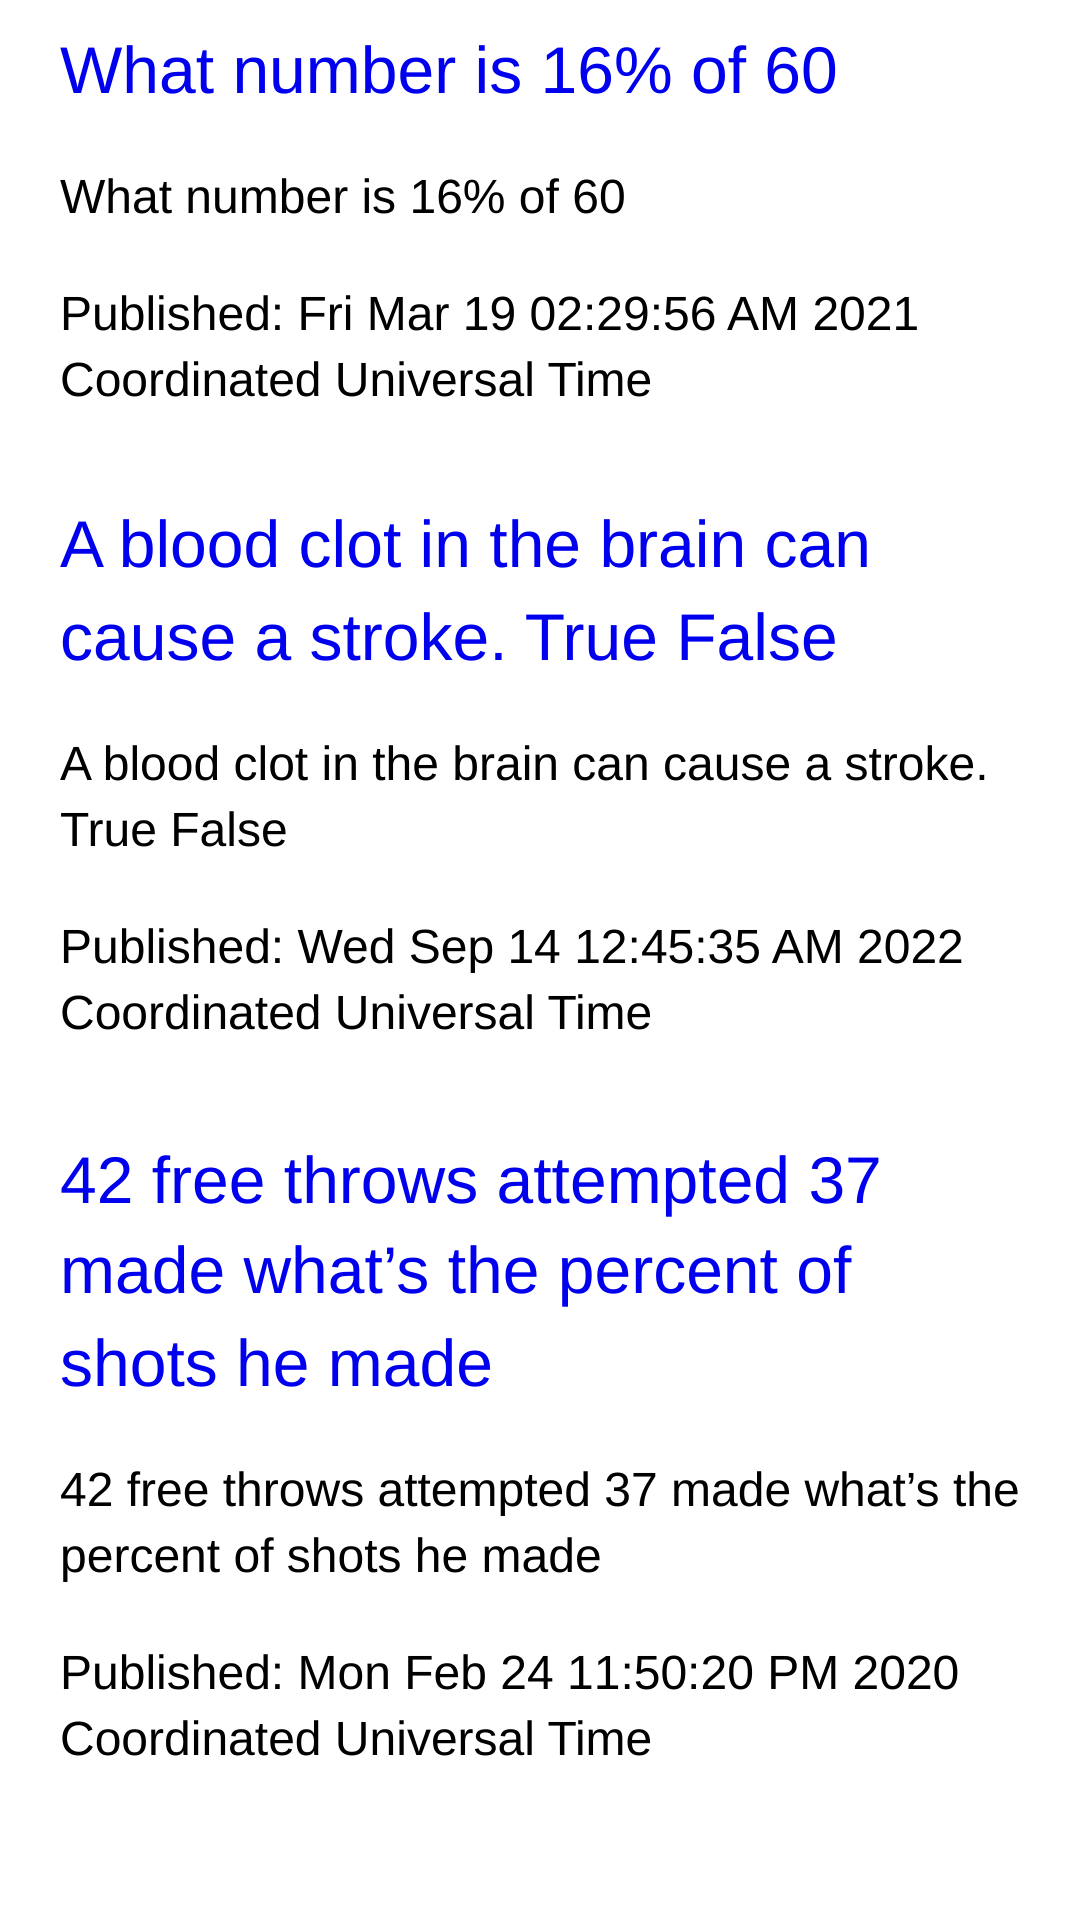 What number is 16% of 60
What number is 16% of 60
Published: Fri Mar 19 02:29:56 AM 2021
Coordinated Universal Time
A blood clot in the brain can
cause a stroke. True False
A blood clot in the brain can cause a stroke.
True False
Published: Wed Sep 14 12:45:35 AM 2022
Coordinated Universal Time
42 free throws attempted 37
made what’s the percent of
shots he made
42 free throws attempted 37 made what’s the
percent of shots he made
Published: Mon Feb 24 11:50:20 PM 2020
Coordinated Universal Time